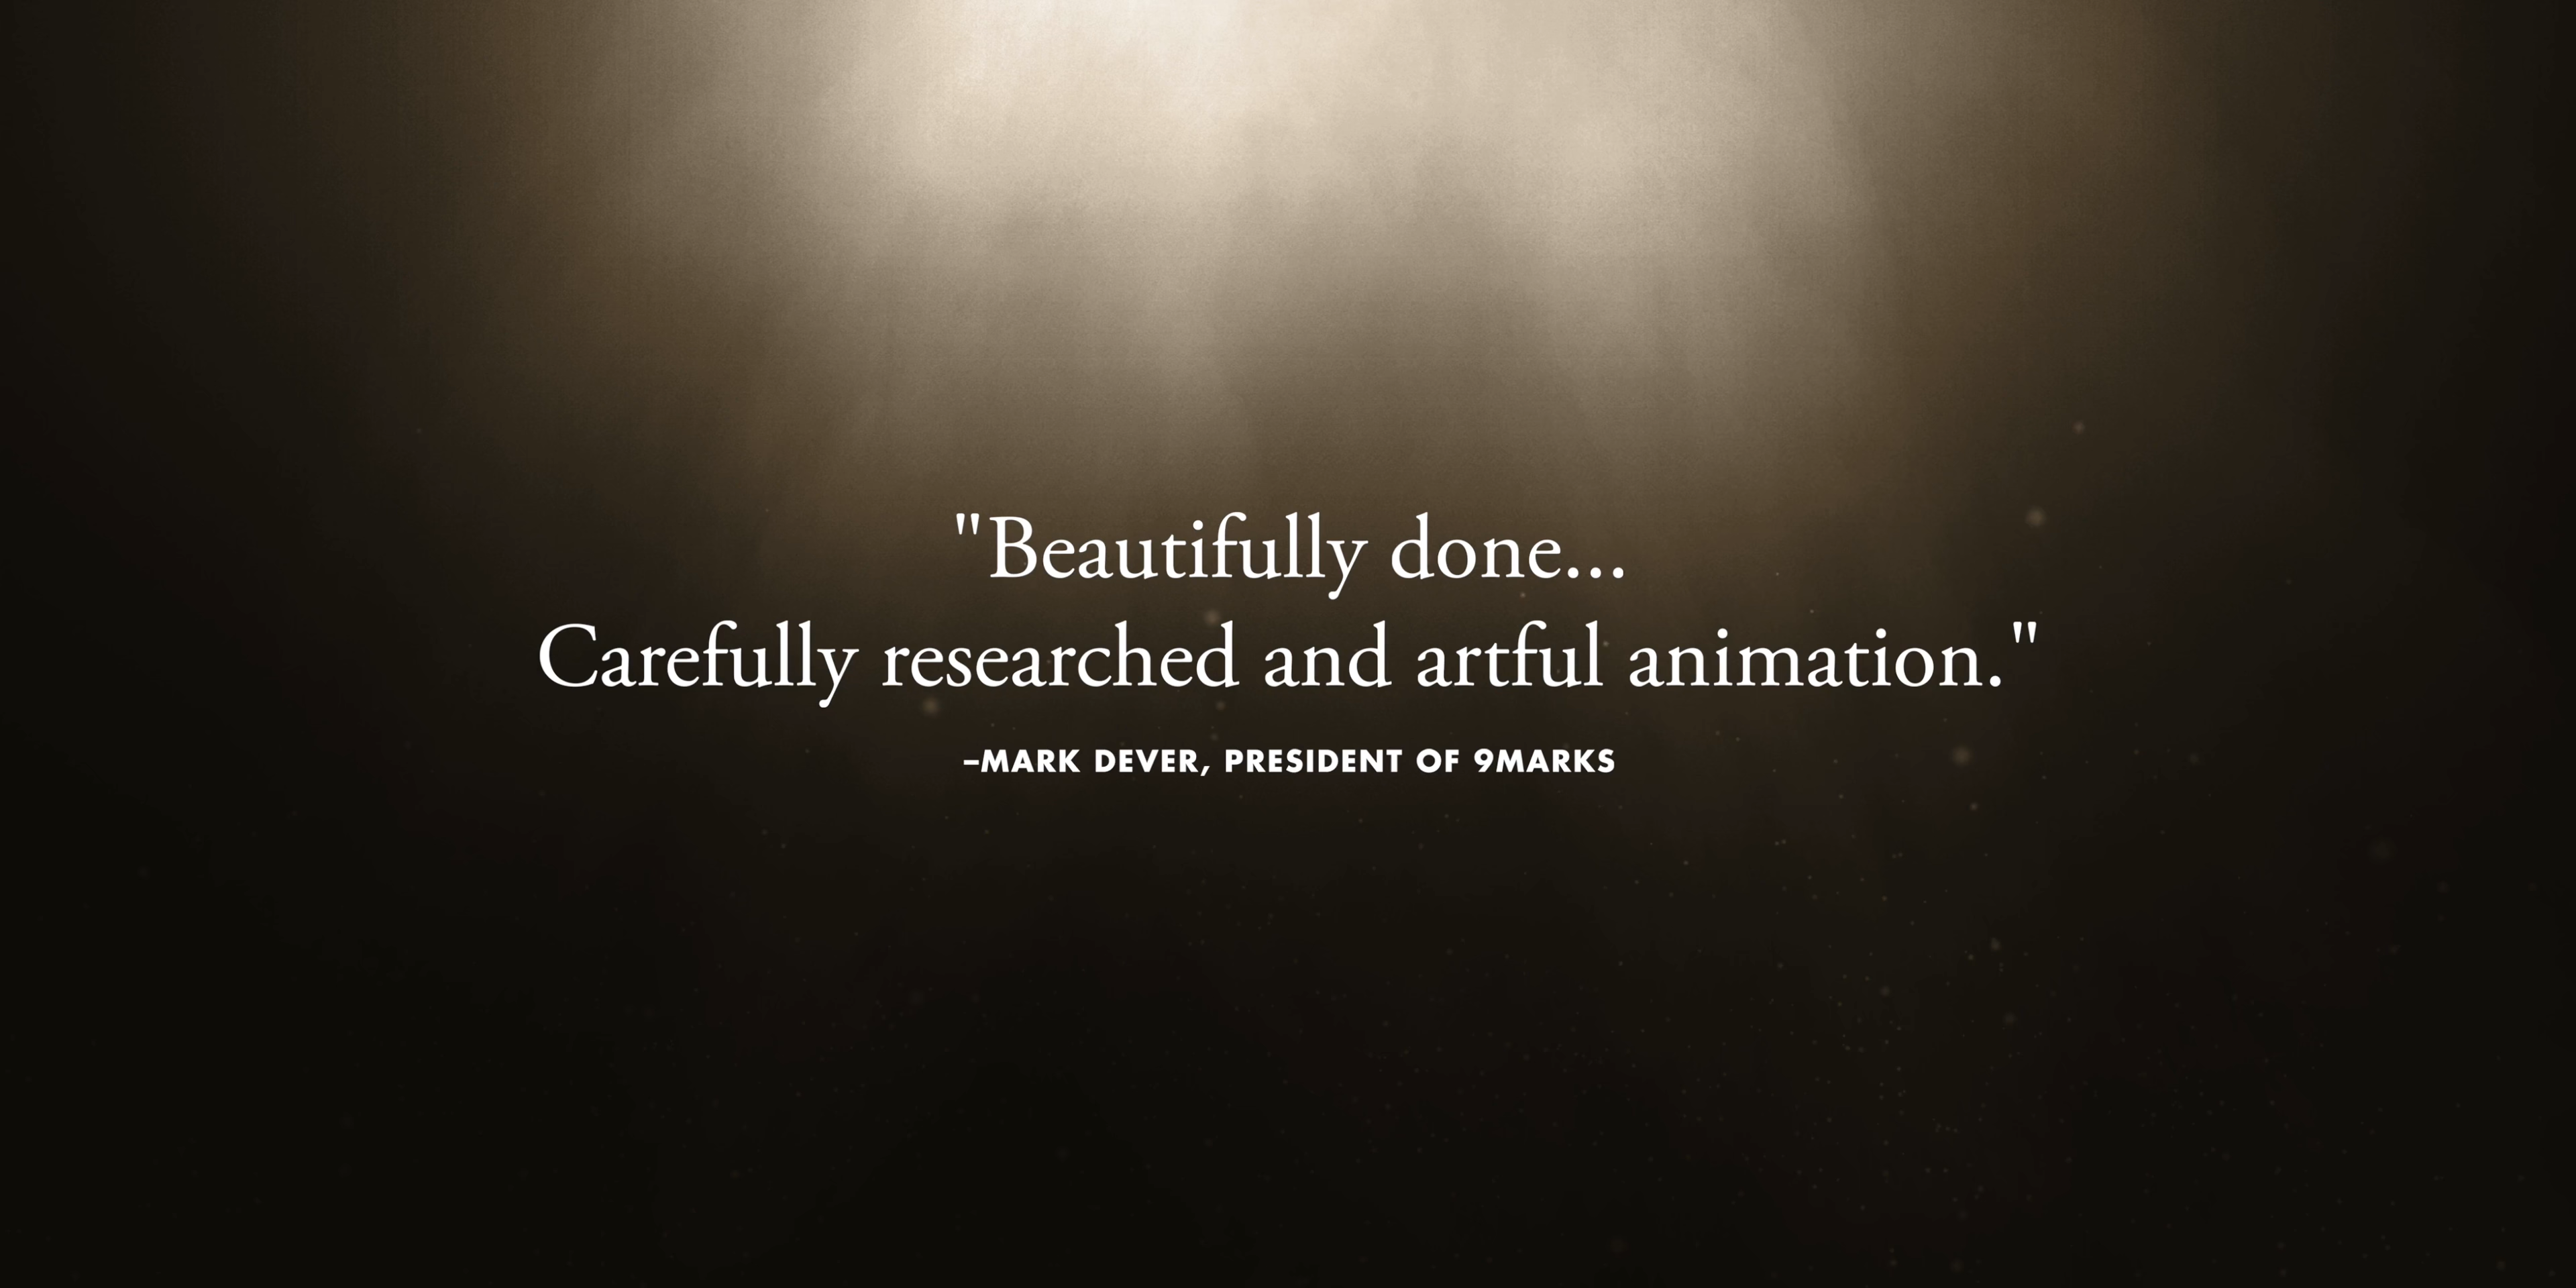 "Beautifully done...
Carefully researched and artful animation."
–MARK DEVER, PRESIDENT OF 9MARKS